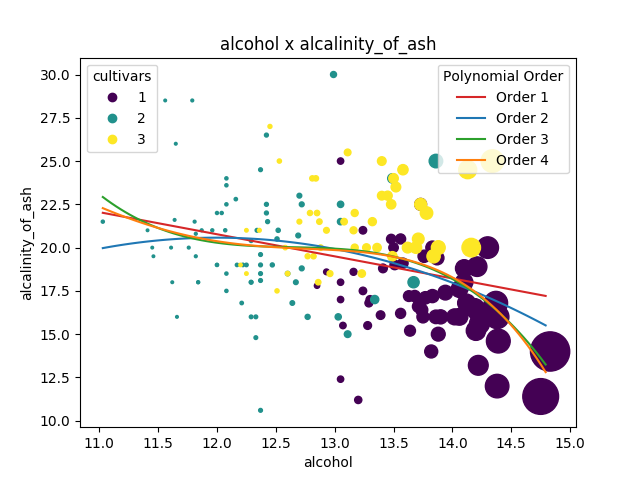 alcohol x alcalinity_of_ash
cultivars
1
2
3
Polynomial Order
Order 1
Order 2
Order 3
Order 4
alcalinity_of_ash
30.0
27.5
25.0
22.5
20.0
17.5
15.0
12.5
10.0
11.0 11.5 12.0 12.5 13.0 13.5 14.0 14.5 15.0
alcohol